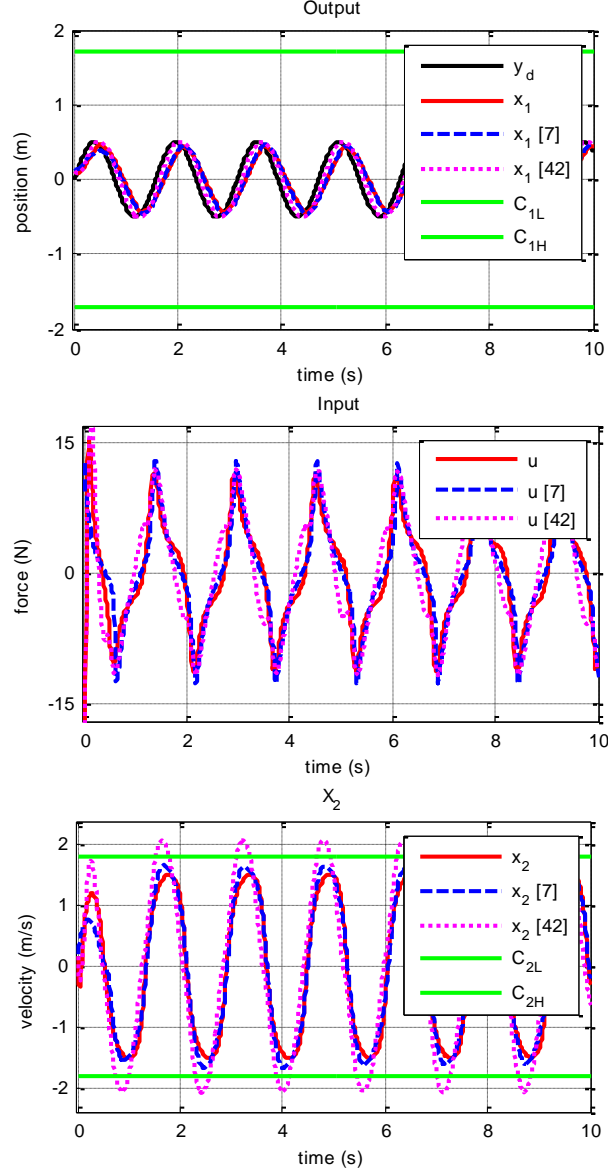 Output
2
1
0
-1
-2
position (m)
y_d
x_1
x_1 [7]
x_1 [42]
C_1L
C_1H
0 2 4 6 8 10
time (s)
Input
15
0
-15
force (N)
u
u [7]
u [42]
0 2 4 6 8 10
time (s)
X_2
2
1
0
-1
-2
velocity (m/s)
x_2
x_2 [7]
x_2 [42]
C_2L
C_2H
0 2 4 6 8 10
time (s)